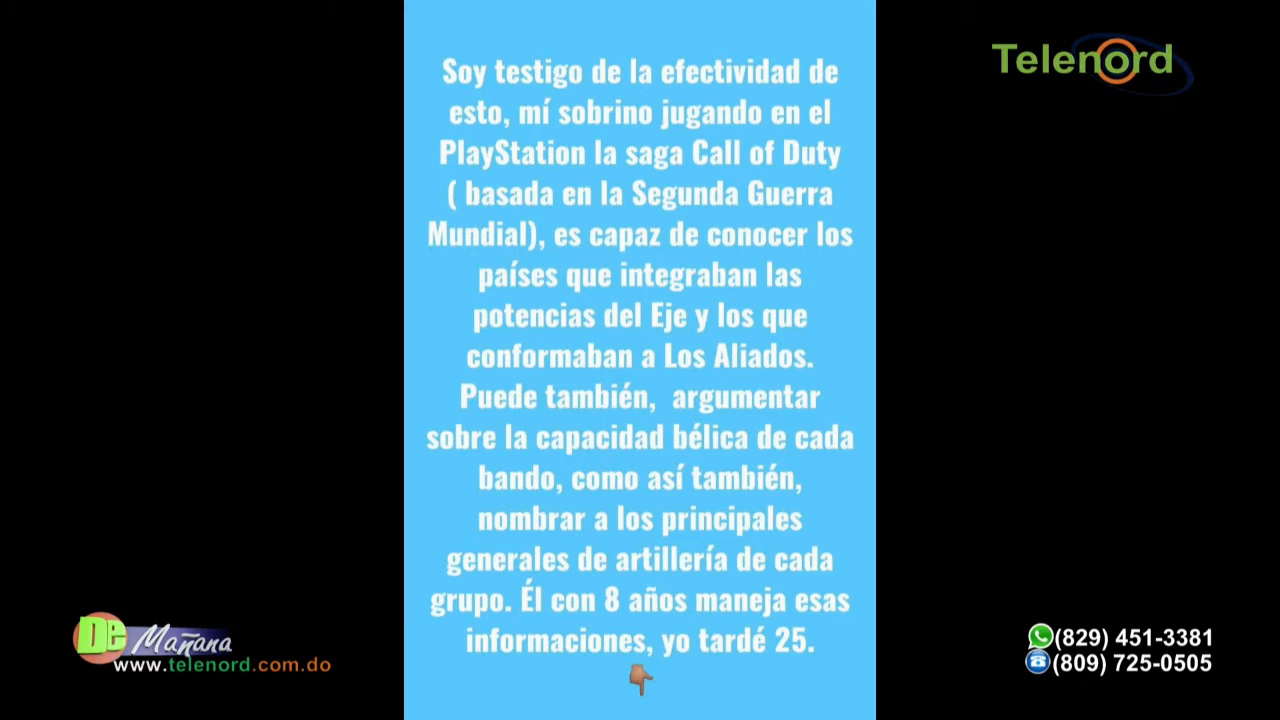 Telenord
Soy testigo de la efectividad de
esto, mí sobrino jugando en el
PlayStation la saga Call of Duty
( basada en la Segunda Guerra
Mundial), es capaz de conocer los
países que integraban las
potencias del Eje y los que
conformaban a Los Aliados.
Puede también,  argumentar
sobre la capacidad bélica de cada
bando, como así también,
nombrar a los principales
generales de artillería de cada
grupo. Él con 8 años maneja esas
informaciones, yo tardé 25.
👇🏽
De Mañana
www.telenord.com.do
(829) 451-3381
(809) 725-0505